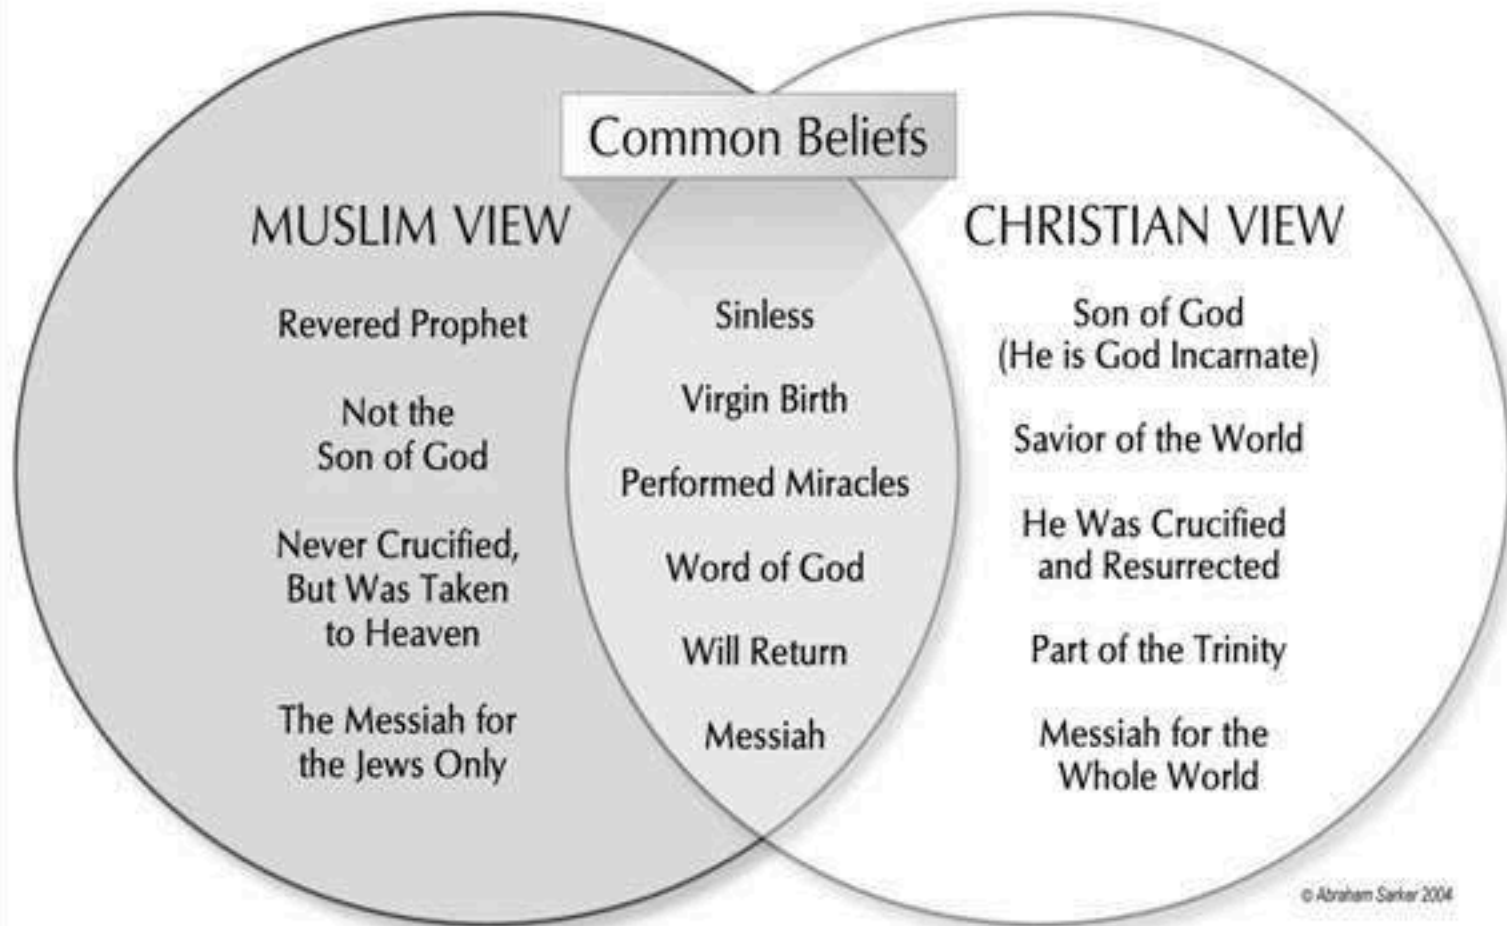 Common Beliefs
MUSLIM VIEW
Revered Prophet
Not the
Son of God
Never Crucified,
But Was Taken
to Heaven
The Messiah for
the Jews Only
Sinless
Virgin Birth
Performed Miracles
Word of God
Will Return
Messiah
CHRISTIAN VIEW
Son of God
(He is God Incarnate)
Savior of the World
He Was Crucified
and Resurrected
Part of the Trinity
Messiah for the
Whole World
© Abraham Sarker 2004